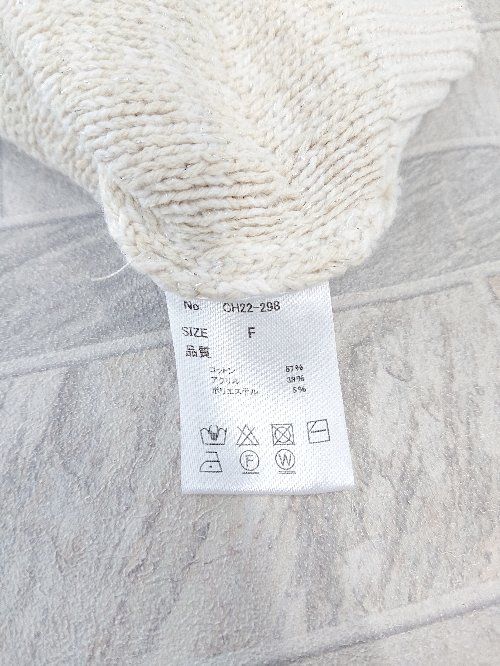 No CH22-298
SIZE F
品質
コットン 57%
アクリル 38%
ポリエステル 5%
F W